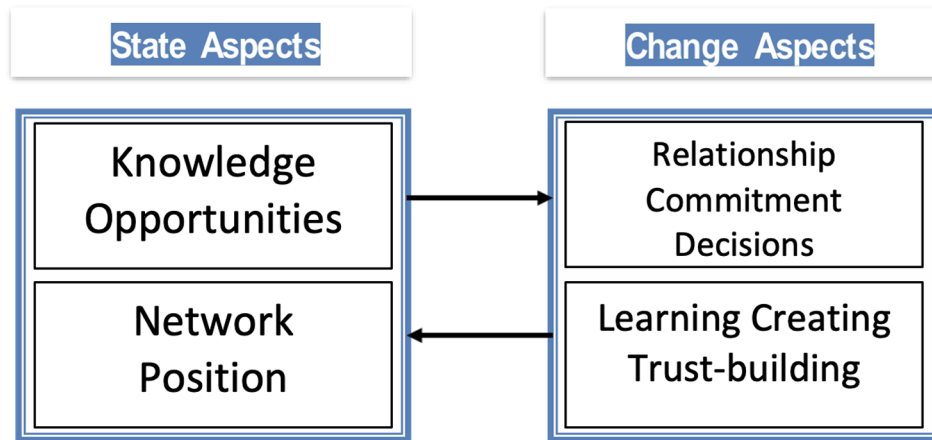 State Aspects
Change Aspects
Knowledge
Opportunities
Relationship
Commitment
Decisions
Network
Position
Learning Creating
Trust-building